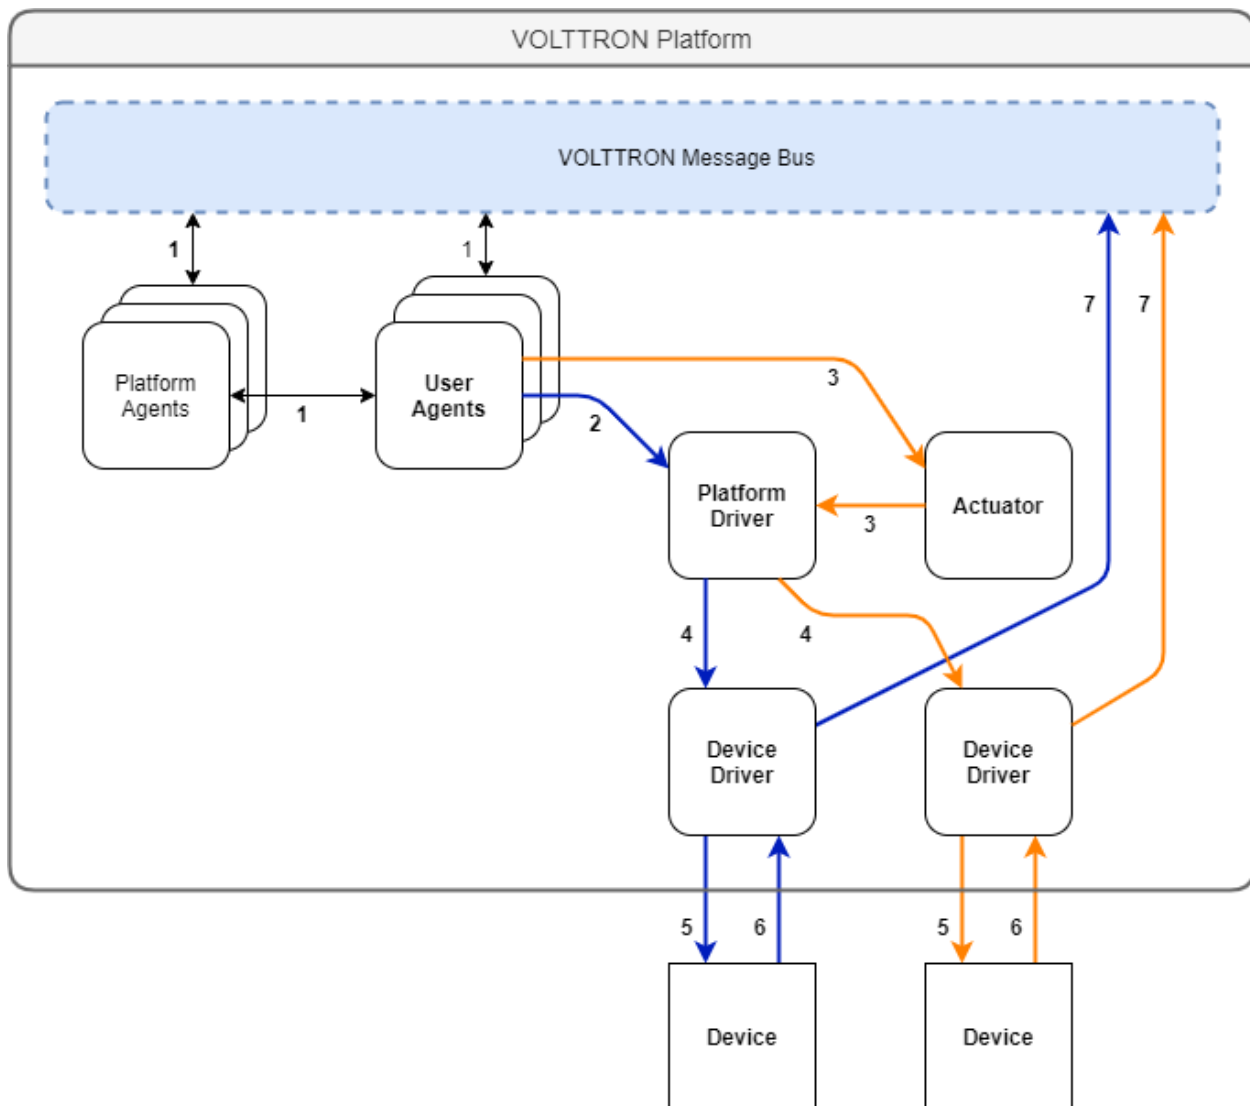 VOLTTRON Platform
VOLTTRON Message Bus
1
1
7
7
Platform
Agents
1
User
Agents
3
2
Platform
Driver
3
Actuator
4
4
Device
Driver
Device
Driver
5
6
5
6
Device
Device